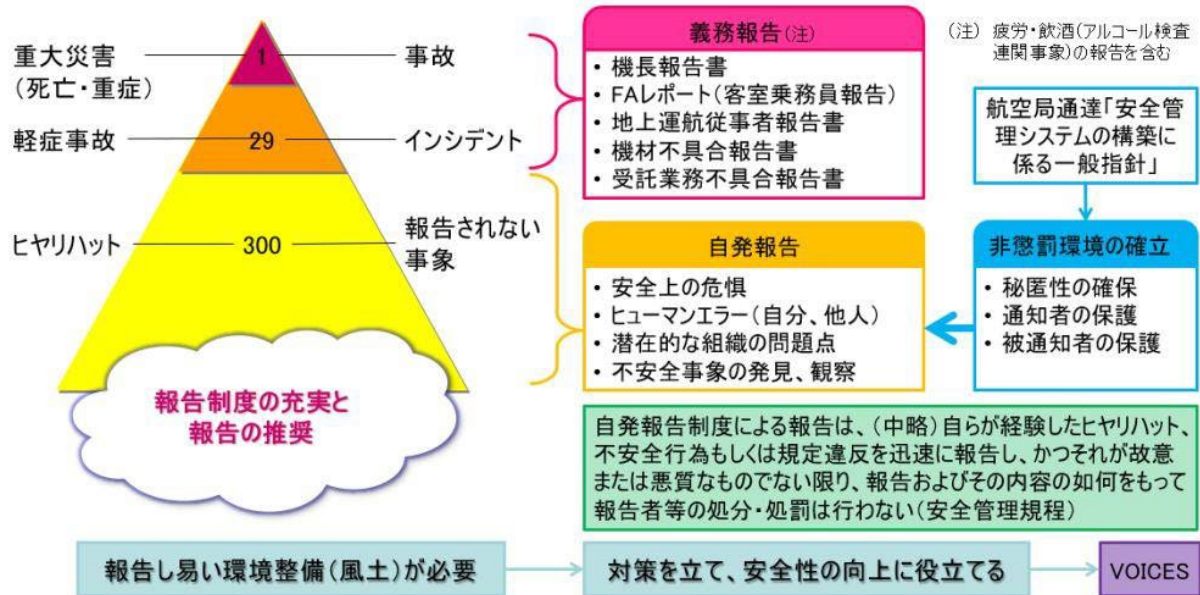 重大災害
(死亡・重症)
1
事故
軽症事故
29
インシデント
ヒヤリハット
300
報告されない
事象
報告制度の充実と
報告の推奨
義務報告(注)
・ 機長報告書
・ FAレポート(客室乗務員報告)
・ 地上運航従事者報告書
・ 機材不具合報告書
・ 受託業務不具合報告書
(注) 疲労・飲酒(アルコール検査
連関事象)の報告を含む
航空局通達「安全管
理システムの構築に
係る一般指針」
自発報告
・ 安全上の危惧
・ ヒューマンエラー(自分、他人)
・ 潜在的な組織の問題点
・ 不安全事象の発見、観察
非懲罰環境の確立
・ 秘匿性の確保
・ 通知者の保護
・ 被通知者の保護
自発報告制度による報告は、(中略)自らが経験したヒヤリハット、
不安全行為もしくは規定違反を迅速に報告し、かつそれが故意
または悪質なものでない限り、報告およびその内容の如何をもって
報告者等の処分・処罰は行わない(安全管理規程)
報告し易い環境整備(風土)が必要
対策を立て、安全性の向上に役立てる
VOICES